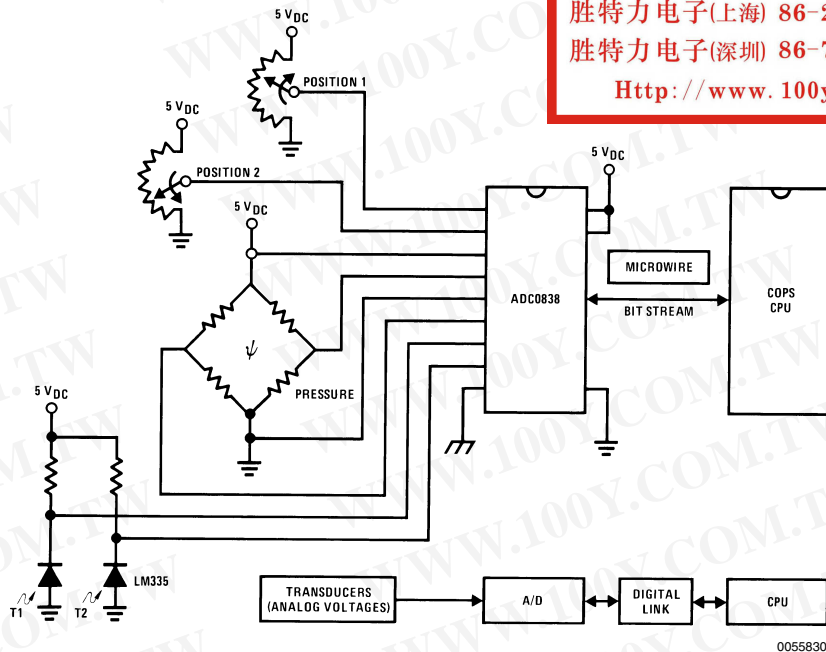 胜特力电子(上海) 86-2
胜特力电子(深圳) 86-7
Http://www.100y
5 VDC
POSITION 1
5 VDC
POSITION 2
5 VDC
5 VDC
MICROWIRE
ADC0838
BIT STREAM
COPS
CPU
ψ
PRESSURE
5 VDC
LM335
T1
T2
TRANSDUCERS
(ANALOG VOLTAGES)
A/D
DIGITAL
LINK
CPU
0055830
WWW.100Y.COM.TW